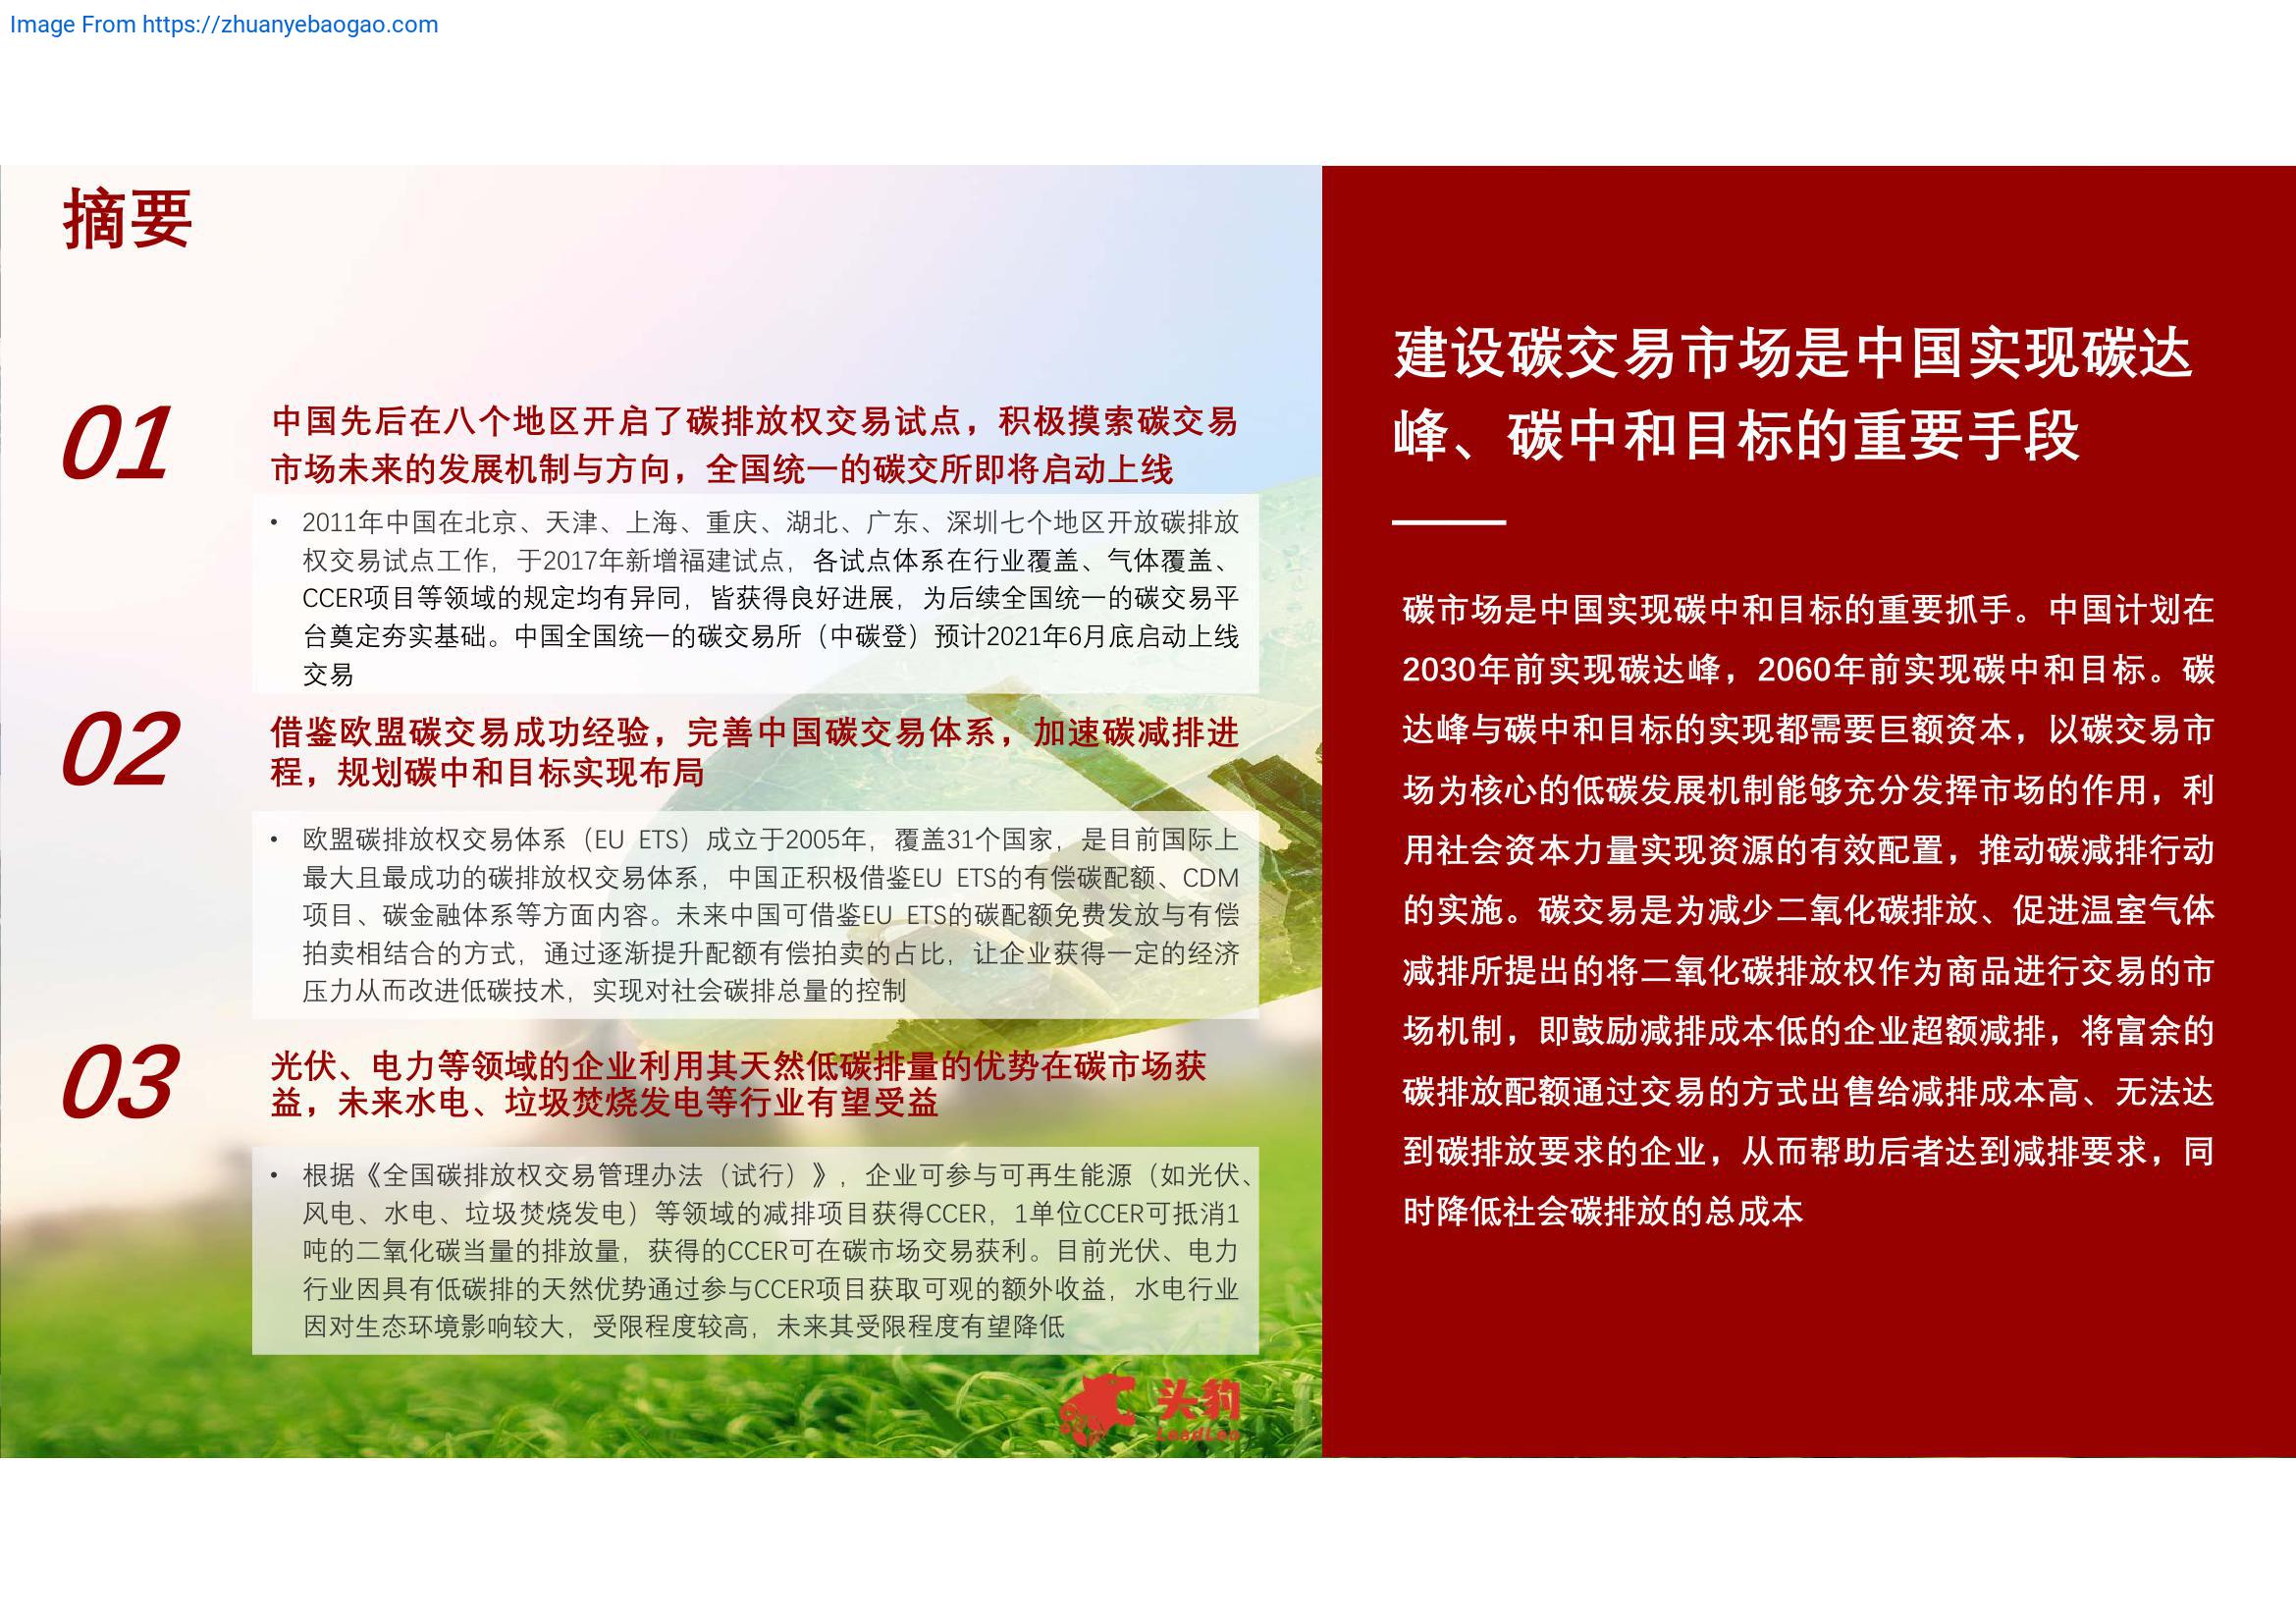 Image From https://zhuanyebaogao.com
摘要
01
中国先后在八个地区开启了碳排放权交易试点，积极摸索碳交易
市场未来的发展机制与方向，全国统一的碳交所即将启动上线
• 2011年中国在北京、天津、上海、重庆、湖北、广东、深圳七个地区开放碳排放
权交易试点工作，于2017年新增福建试点，各试点体系在行业覆盖、气体覆盖、
CCER项目等领域的规定均有异同，皆获得良好进展，为后续全国统一的碳交易平
台奠定夯实基础。中国全国统一的碳交易所（中碳登）预计2021年6月底启动上线
交易
02
借鉴欧盟碳交易成功经验，完善中国碳交易体系，加速碳减排进
程，规划碳中和目标实现布局
• 欧盟碳排放权交易体系（EU ETS）成立于2005年，覆盖31个国家，是目前国际上
最大且最成功的碳排放权交易体系，中国正积极借鉴EU ETS的有偿碳配额、CDM
项目、碳金融体系等方面内容。未来中国可借鉴EU ETS的碳配额免费发放与有偿
拍卖相结合的方式，通过逐渐提升配额有偿拍卖的占比，让企业获得一定的经济
压力从而改进低碳技术，实现对社会碳排总量的控制
03
光伏、电力等领域的企业利用其天然低碳排量的优势在碳市场获
益，未来水电、垃圾焚烧发电等行业有望受益
• 根据《全国碳排放权交易管理办法（试行）》，企业可参与可再生能源（如光伏、
风电、水电、垃圾焚烧发电）等领域的减排项目获得CCER，1单位CCER可抵消1
吨的二氧化碳当量的排放量，获得的CCER可在碳市场交易获利。目前光伏、电力
行业因具有低碳排的天然优势通过参与CCER项目获取可观的额外收益，水电行业
因对生态环境影响较大，受限程度较高，未来其受限程度有望降低
头豹
LeadLeo
建设碳交易市场是中国实现碳达
峰、碳中和目标的重要手段
碳市场是中国实现碳中和目标的重要抓手。中国计划在
2030年前实现碳达峰，2060年前实现碳中和目标。碳
达峰与碳中和目标的实现都需要巨额资本，以碳交易市
场为核心的低碳发展机制能够充分发挥市场的作用，利
用社会资本力量实现资源的有效配置，推动碳减排行动
的实施。碳交易是为减少二氧化碳排放、促进温室气体
减排所提出的将二氧化碳排放权作为商品进行交易的市
场机制，即鼓励减排成本低的企业超额减排，将富余的
碳排放配额通过交易的方式出售给减排成本高、无法达
到碳排放要求的企业，从而帮助后者达到减排要求，同
时降低社会碳排放的总成本